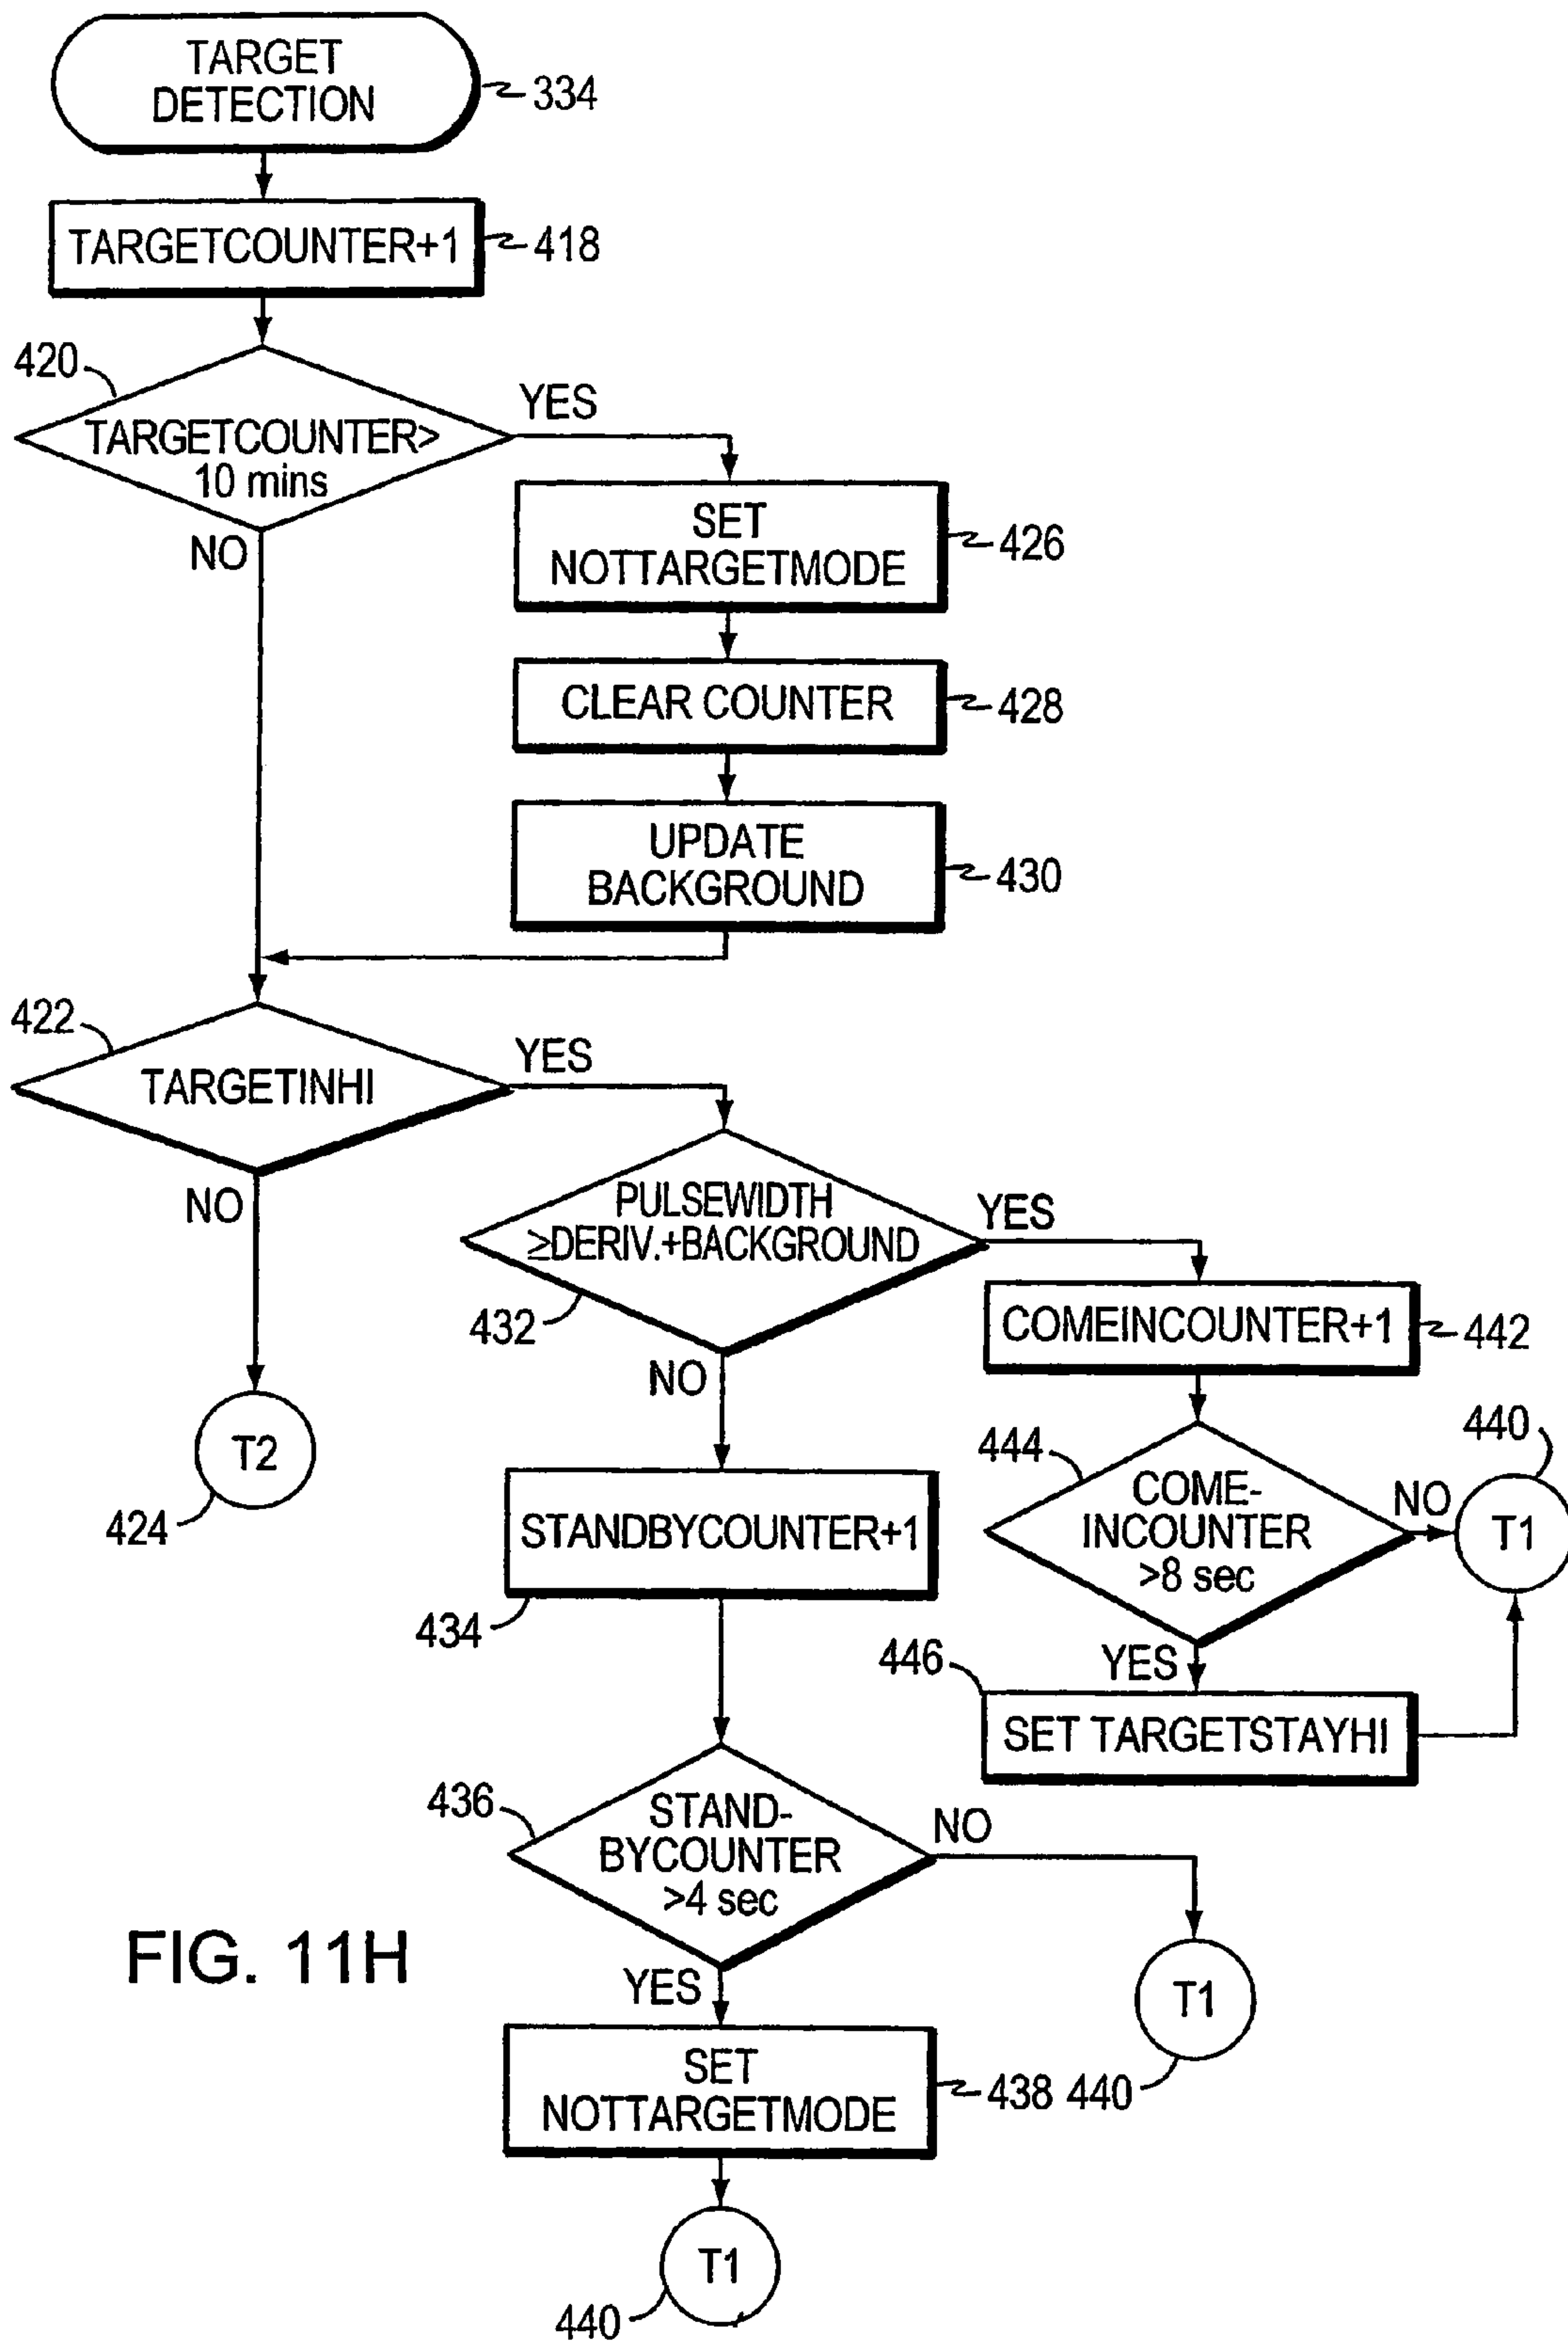 TARGET
DETECTION
334
TARGETCOUNTER+1
418
420
TARGETCOUNTER>
10 mins
YES
NO
SET
NOTTARGETMODE
426
CLEAR COUNTER
428
UPDATE
BACKGROUND
430
422
TARGETINHI
YES
NO
T2
424
PULSEWIDTH
≥DERIV.+BACKGROUND
YES
432
NO
COMEINCOUNTER+1
442
444
COME-
INCOUNTER
>8 sec
NO
440
T1
YES
446
SET TARGETSTAYHI
STANDBYCOUNTER+1
434
436
STAND-
BYCOUNTER
>4 sec
NO
T1
440
YES
SET
NOTTARGETMODE
438
T1
440
FIG. 11H